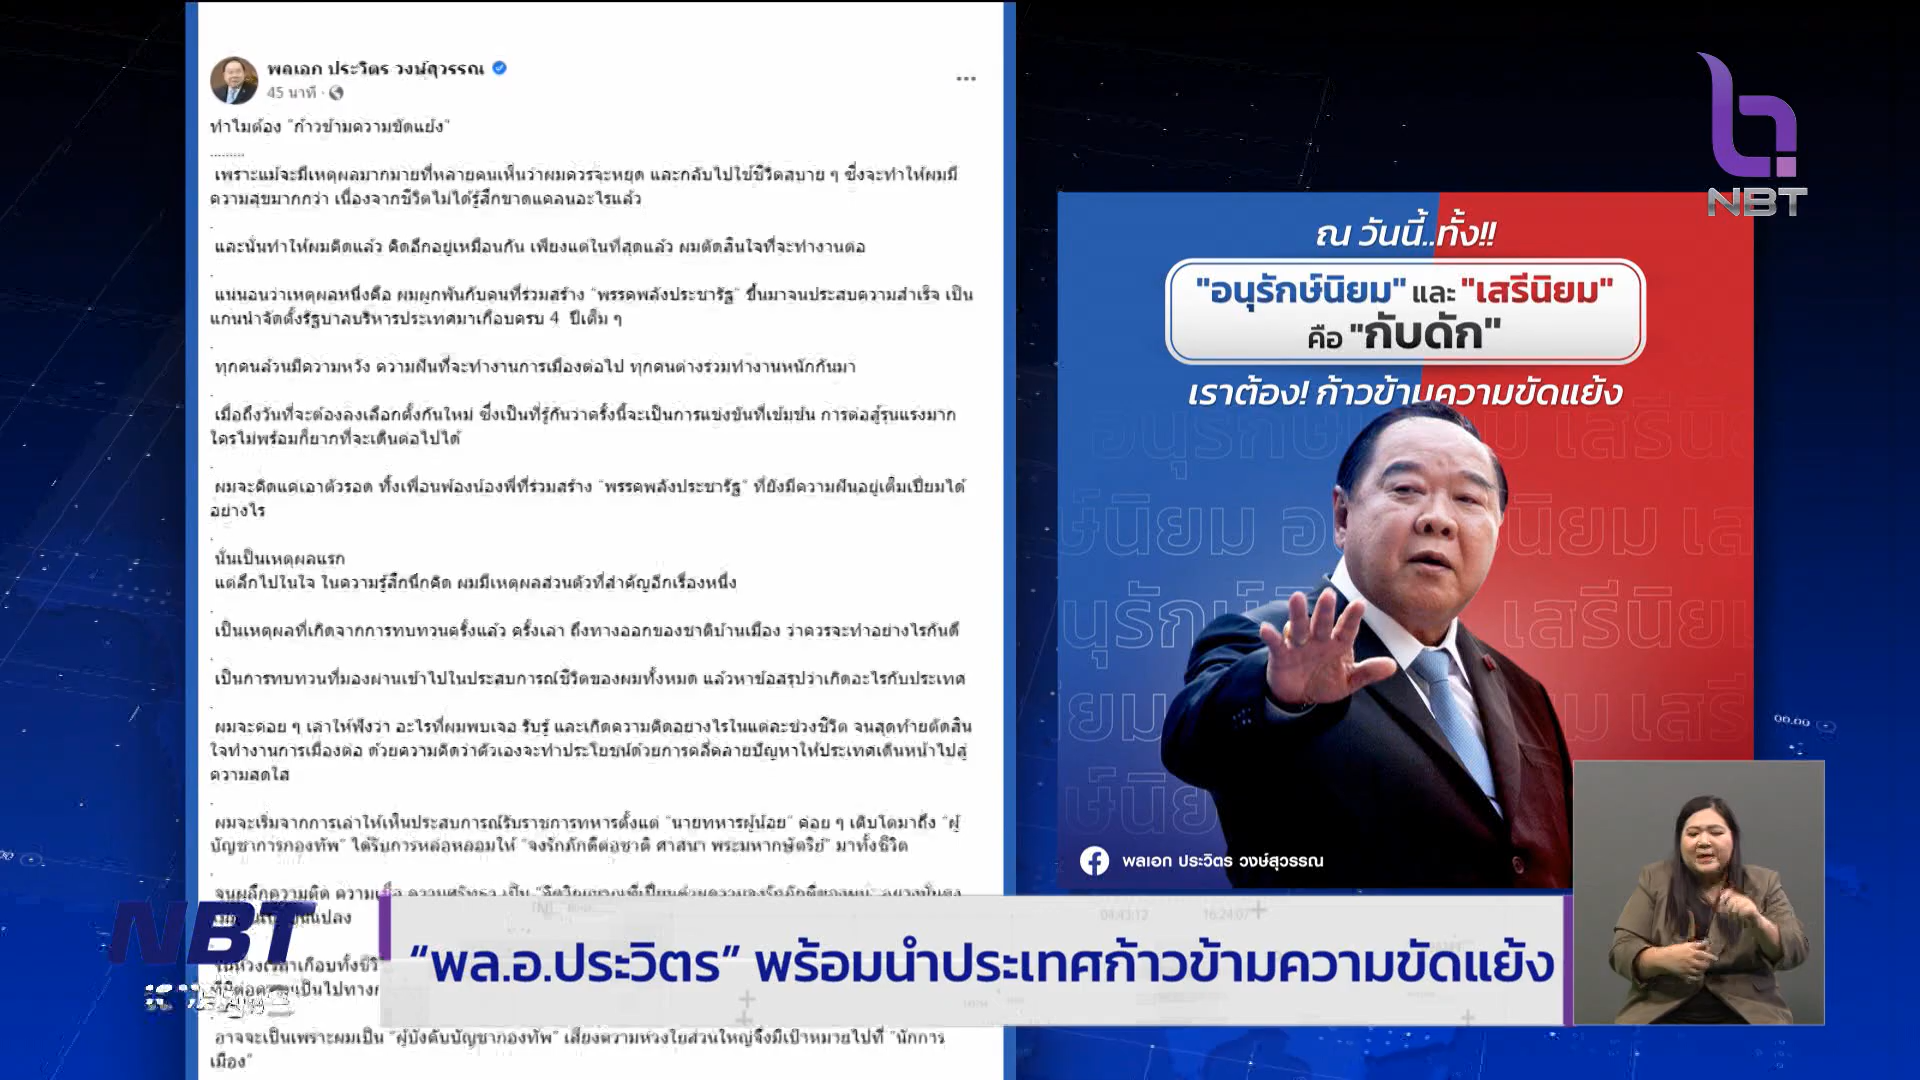 พลเอก ประวิตร วงษ์สุวรรณ
45 นาที
ทำไมต้อง "ก้าวข้ามความขัดแย้ง"
.........
เพราะแม้จะมีเหตุผลมากมายที่หลายคนเห็นว่าผมควรจะหยุด และกลับไปใช้ชีวิตสบาย ๆ ซึ่งจะทำให้ผมมี
ความสุขมากกว่า เนื่องจากชีวิตไม่ได้รู้สึกขาดแคลนอะไรแล้ว
.
และนั่นทำให้ผมคิดแล้ว คิดอีกอยู่เหมือนกัน เพียงแต่ในที่สุดแล้ว ผมตัดสินใจที่จะทำงานต่อ
.
แน่นอนว่าเหตุผลหนึ่งคือ ผมผูกพันกับคนที่ร่วมสร้าง "พรรคพลังประชารัฐ" ขึ้นมาจนประสบความสำเร็จ เป็น
แกนนำจัดตั้งรัฐบาลบริหารประเทศมาเกือบครบ 4 ปีเต็ม ๆ
.
ทุกคนล้วนมีความหวัง ความฝันที่จะทำงานการเมืองต่อไป ทุกคนต่างร่วมทำงานหนักกันมา
.
เมื่อถึงวันที่จะต้องลงเลือกตั้งกันใหม่ ซึ่งเป็นที่รู้กันว่าครั้งนี้จะเป็นการแข่งขันที่เข้มข้น การต่อสู้รุนแรงมาก
ใครไม่พร้อมก็ยากที่จะเดินต่อไปได้
.
ผมจะคิดแค่เอาตัวรอด ทิ้งเพื่อนพ้องน้องพี่ที่ร่วมสร้าง "พรรคพลังประชารัฐ" ที่ยังมีความฝันอยู่เต็มเปี่ยมได้
อย่างไร
.
นั่นเป็นเหตุผลแรก
แต่ลึกไปในใจ ในความรู้สึกนึกคิด ผมมีเหตุผลส่วนตัวที่สำคัญอีกเรื่องหนึ่ง
.
เป็นเหตุผลที่เกิดจากการทบทวนครั้งแล้ว ครั้งเล่า ถึงทางออกของชาติบ้านเมือง ว่าควรจะทำอย่างไรกันดี
.
เป็นการทบทวนที่มองผ่านเข้าไปในประสบการณ์ชีวิตของผมทั้งหมด แล้วหาข้อสรุปว่าเกิดอะไรกับประเทศ
.
ผมจะค่อย ๆ เล่าให้ฟังว่า อะไรที่ผมพบเจอ รับรู้ และเกิดความคิดอย่างไรในแต่ละช่วงชีวิต จนสุดท้ายตัดสิน
ใจทำงานการเมืองต่อ ด้วยความคิดว่าตัวเองจะทำประโยชน์ด้วยการคลี่คลายปัญหาให้ประเทศเดินหน้าไปสู่
ความสดใส
.
ผมจะเริ่มจากการเล่าให้เห็นประสบการณ์รับราชการทหารตั้งแต่ "นายทหารผู้น้อย" ค่อย ๆ เติบโตมาถึง "ผู้
บัญชาการกองทัพ" ได้รับการหล่อหลอมให้ "จงรักภักดีต่อชาติ ศาสนา พระมหากษัตริย์" มาทั้งชีวิต
.
อาจจะเป็นเพราะผมเป็น "ผู้บังคับบัญชากองทัพ" เสียงความห่วงใยส่วนใหญ่จึงมีเป้าหมายไปที่ "นักการ
เมือง"
NBT
ณ วันนี้..ทั้ง!!
"อนุรักษ์นิยม" และ "เสรีนิยม"
คือ "กับดัก"
เราต้อง! ก้าวข้ามความขัดแย้ง
พลเอก ประวิตร วงษ์สุวรรณ
NBT
"พล.อ.ประวิตร" พร้อมนำประเทศก้าวข้ามความขัดแย้ง